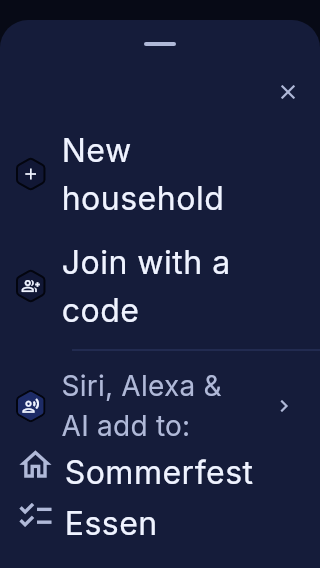 New
household
Join with a
code
Siri, Alexa &
AI add to:
Sommerfest
Essen